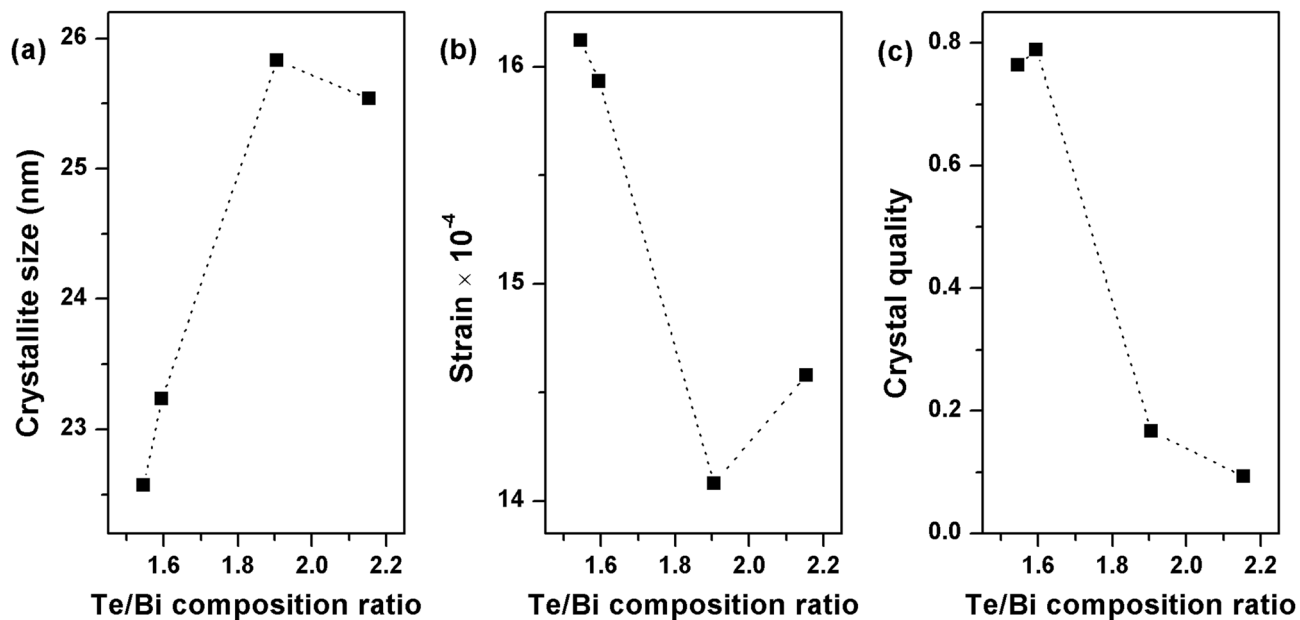 (a)
26
25
24
23
Crystallite size (nm)
1.6 1.8 2.0 2.2
Te/Bi composition ratio
(b)
16
15
14
Strain × 10⁻⁴
1.6 1.8 2.0 2.2
Te/Bi composition ratio
(c)
0.8
0.6
0.4
0.2
0.0
Crystal quality
1.6 1.8 2.0 2.2
Te/Bi composition ratio